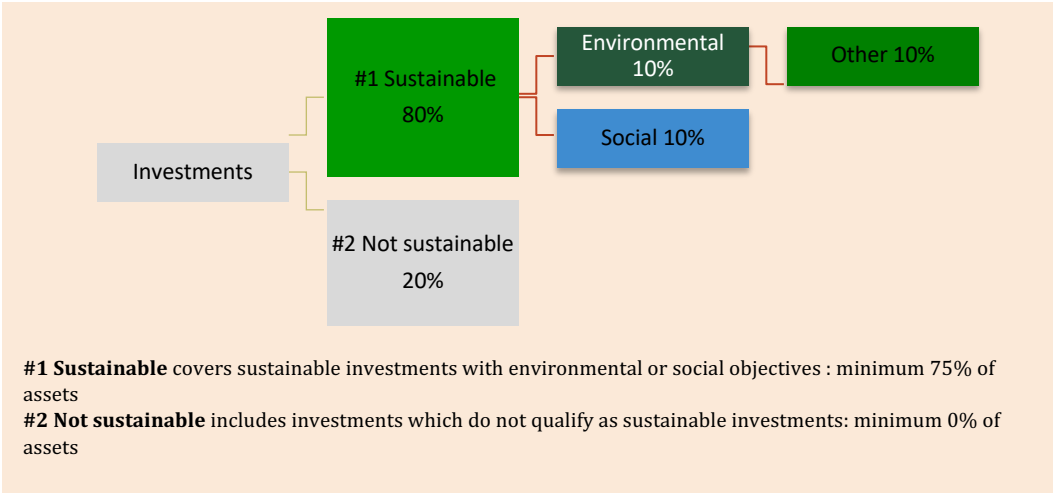 Investments
#1 Sustainable
80%
#2 Not sustainable
20%
Environmental
10%
Social 10%
Other 10%
#1 Sustainable covers sustainable investments with environmental or social objectives : minimum 75% of
assets
#2 Not sustainable includes investments which do not qualify as sustainable investments: minimum 0% of
assets